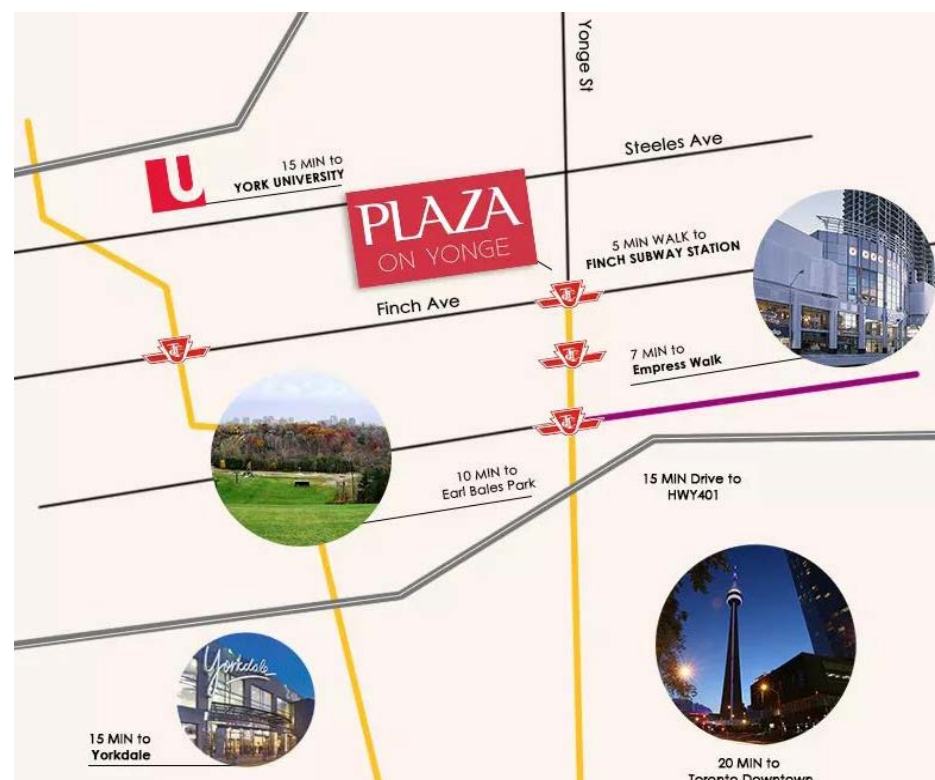 Yonge St
Steeles Ave
15 MIN to
YORK UNIVERSITY
U
PLAZA
ON YONGE
5 MIN WALK to
FINCH SUBWAY STATION
Finch Ave
7 MIN to
Empress Walk
10 MIN to
Earl Bales Park
15 MIN Drive to
HWY401
Yorkdale
15 MIN to
Yorkdale
20 MIN to
Toronto Downtown